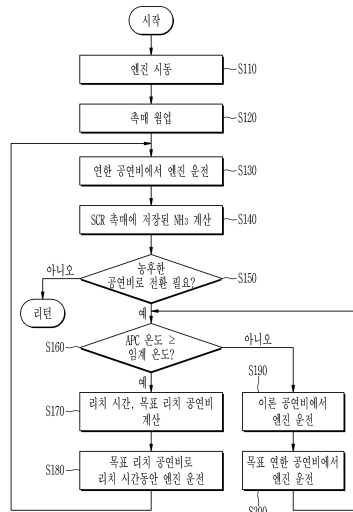 시작
엔진 시동
S110
촉매 웜업
S120
연한 공연비에서 엔진 운전
S130
SCR 촉매에 저장된 NH₃ 계산
S140
농후한
공연비로 전환 필요?
S150
아니오
리턴
예
S160
APC 온도 ≥
임계 온도?
아니오
예
S170
리치 시간, 목표 리치 공연비
계산
S190
이론 공연비에서
엔진 운전
S180
목표 리치 공연비로
리치 시간동안 엔진 운전
목표 연한 공연비에서
엔진 운전
S200